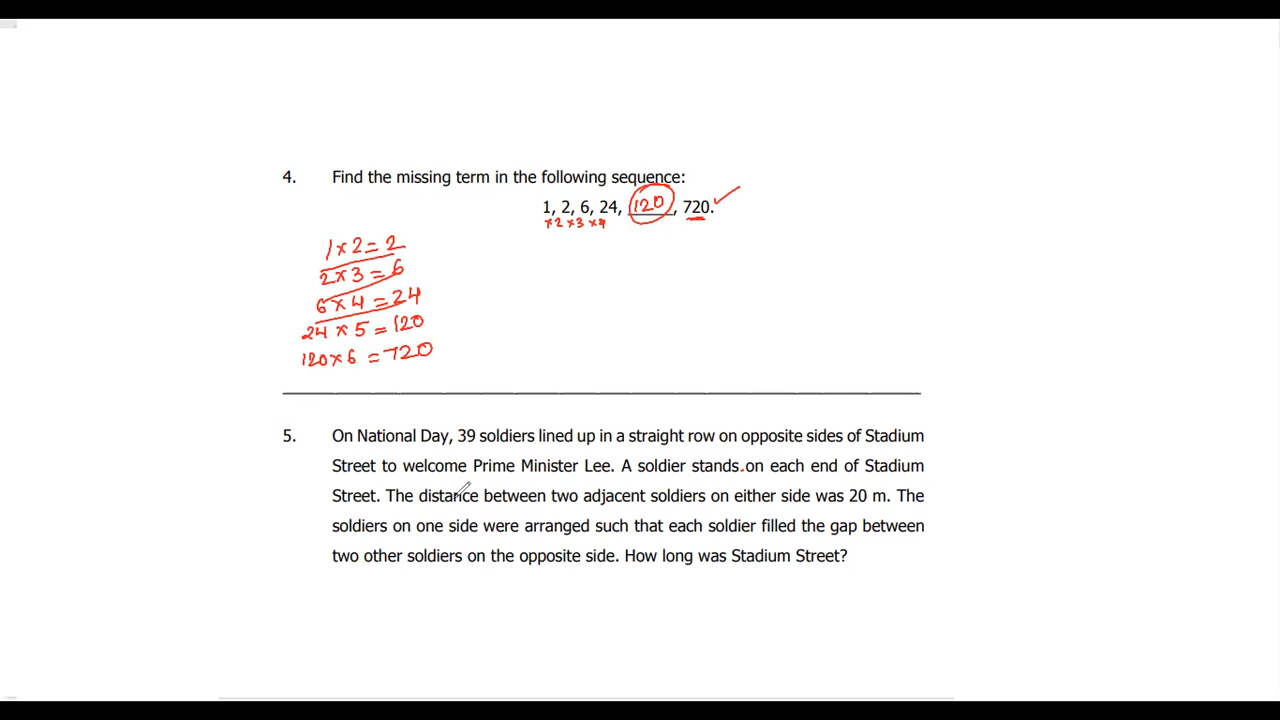 4. Find the missing term in the following sequence:
1, 2, 6, 24, 120, 720.
×2 ×3 ×4
1 × 2 = 2
2 × 3 = 6
6 × 4 = 24
24 × 5 = 120
120 × 6 = 720
5. On National Day, 39 soldiers lined up in a straight row on opposite sides of Stadium
Street to welcome Prime Minister Lee. A soldier stands on each end of Stadium
Street. The distance between two adjacent soldiers on either side was 20 m. The
soldiers on one side were arranged such that each soldier filled the gap between
two other soldiers on the opposite side. How long was Stadium Street?